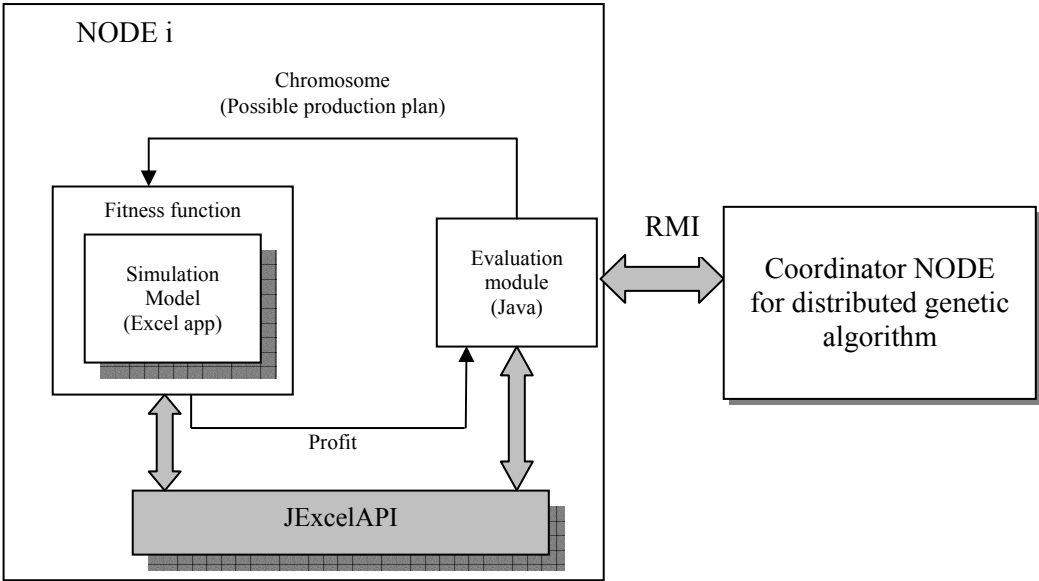 NODE i
Chromosome
(Possible production plan)
Fitness function
Simulation
Model
(Excel app)
Evaluation
module
(Java)
RMI
Coordinator NODE
for distributed genetic
algorithm
Profit
JExcelAPI